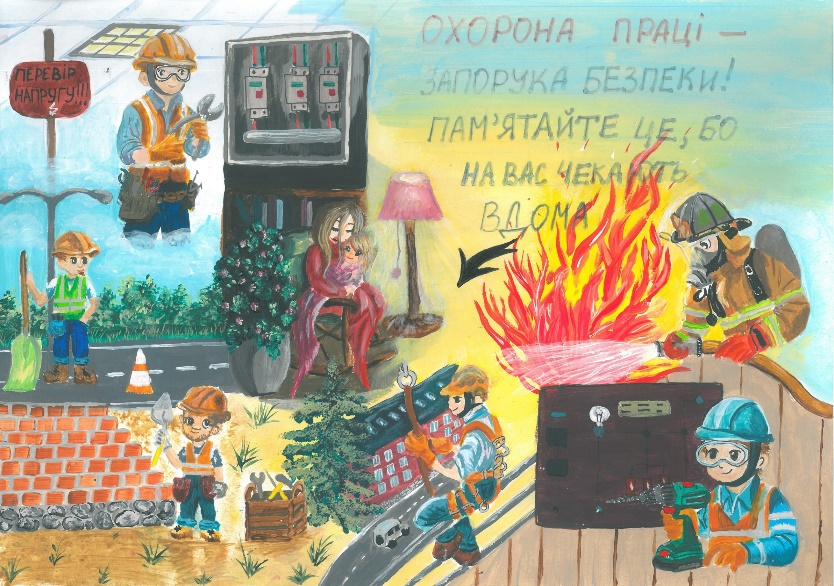 ОХОРОНА ПРАЦІ –
ЗАПОРУКА БЕЗПЕКИ!
ПАМ'ЯТАЙТЕ ЦЕ, БО
НА ВАС ЧЕКАЮТЬ
ВДОМА
ПЕРЕВІР
НАПРУГУ!!!